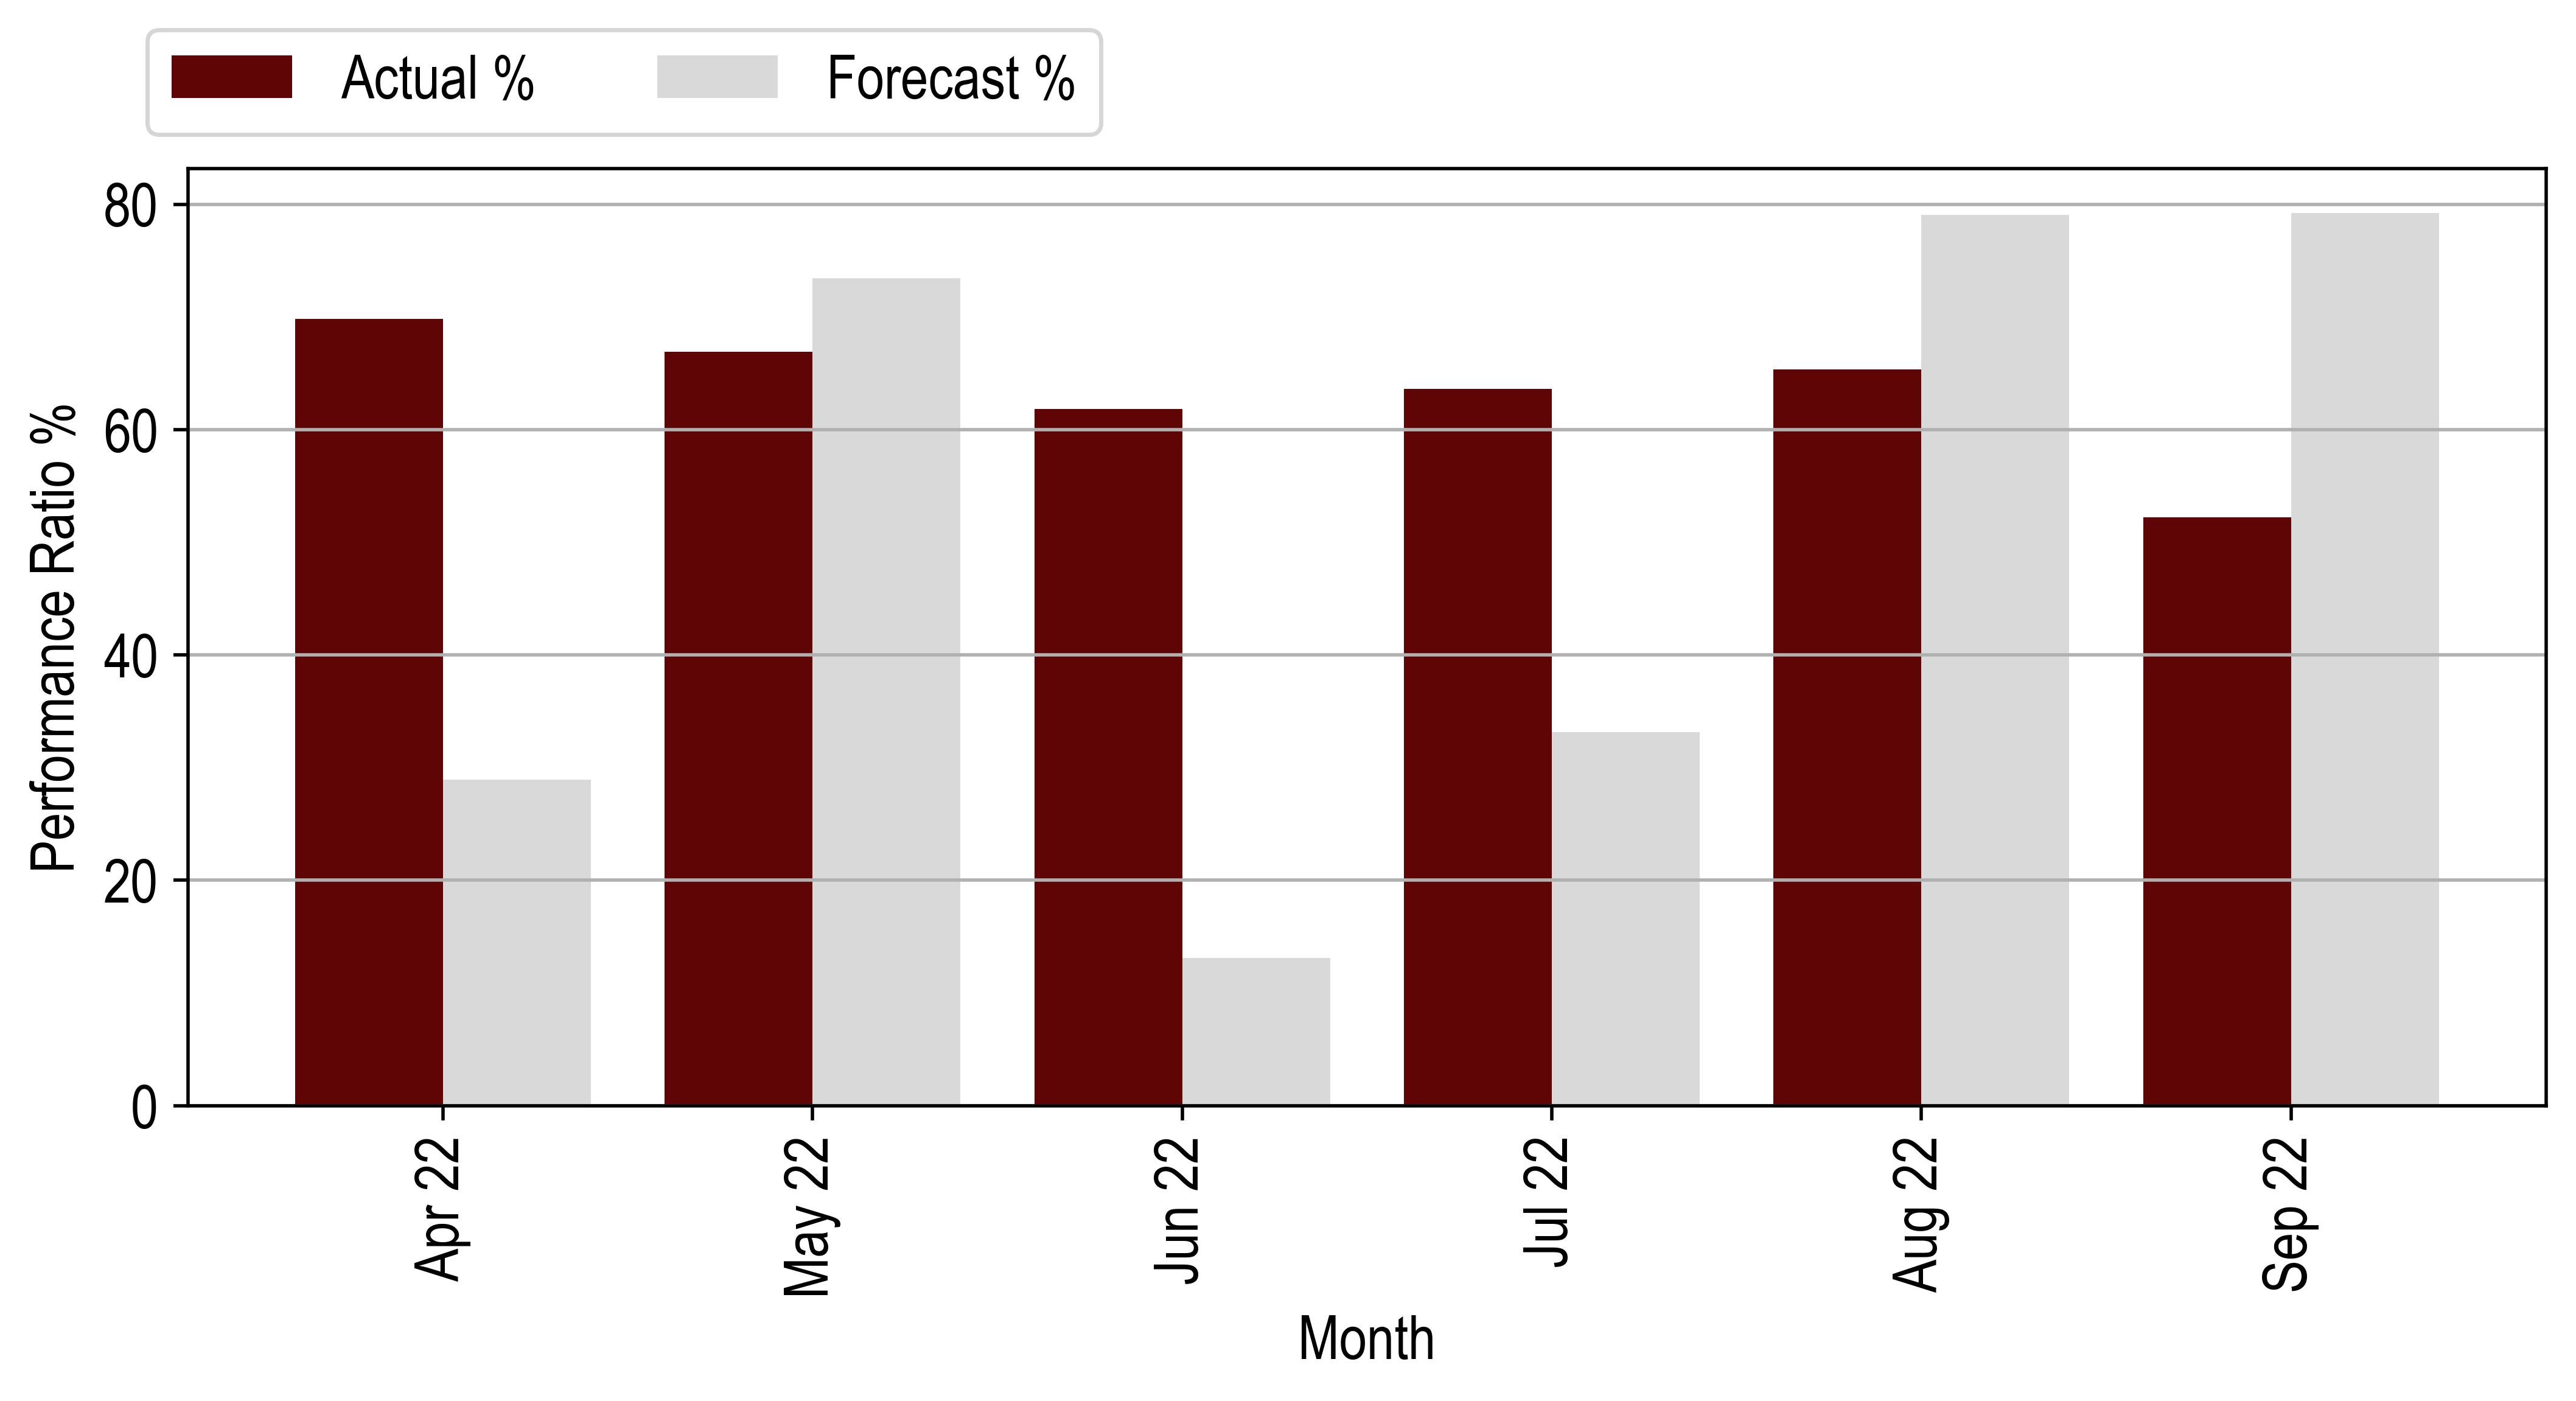 Actual %
Forecast %
Performance Ratio %
80
60
40
20
0
Apr 22
May 22
Jun 22
Jul 22
Aug 22
Sep 22
Month